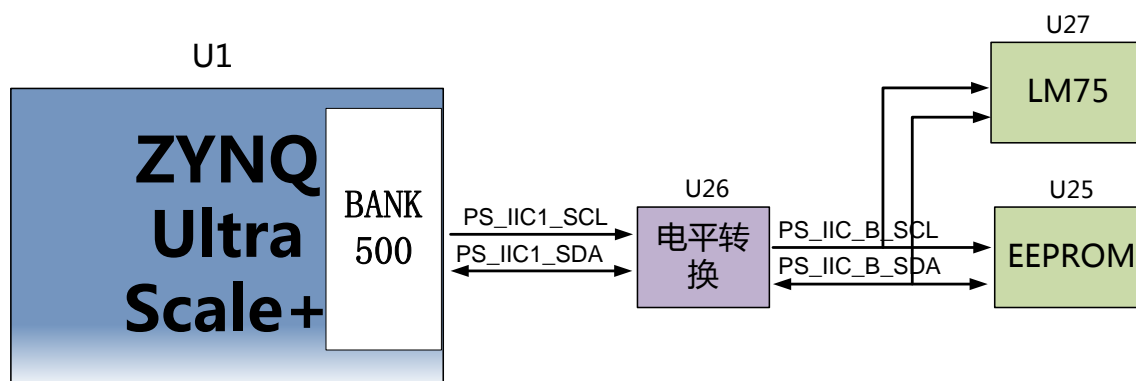 U1
ZYNQ
Ultra
Scale+
BANK
500
PS_IIC1_SCL
PS_IIC1_SDA
U26
电平转
换
PS_IIC_B_SCL
PS_IIC_B_SDA
U27
LM75
U25
EEPROM